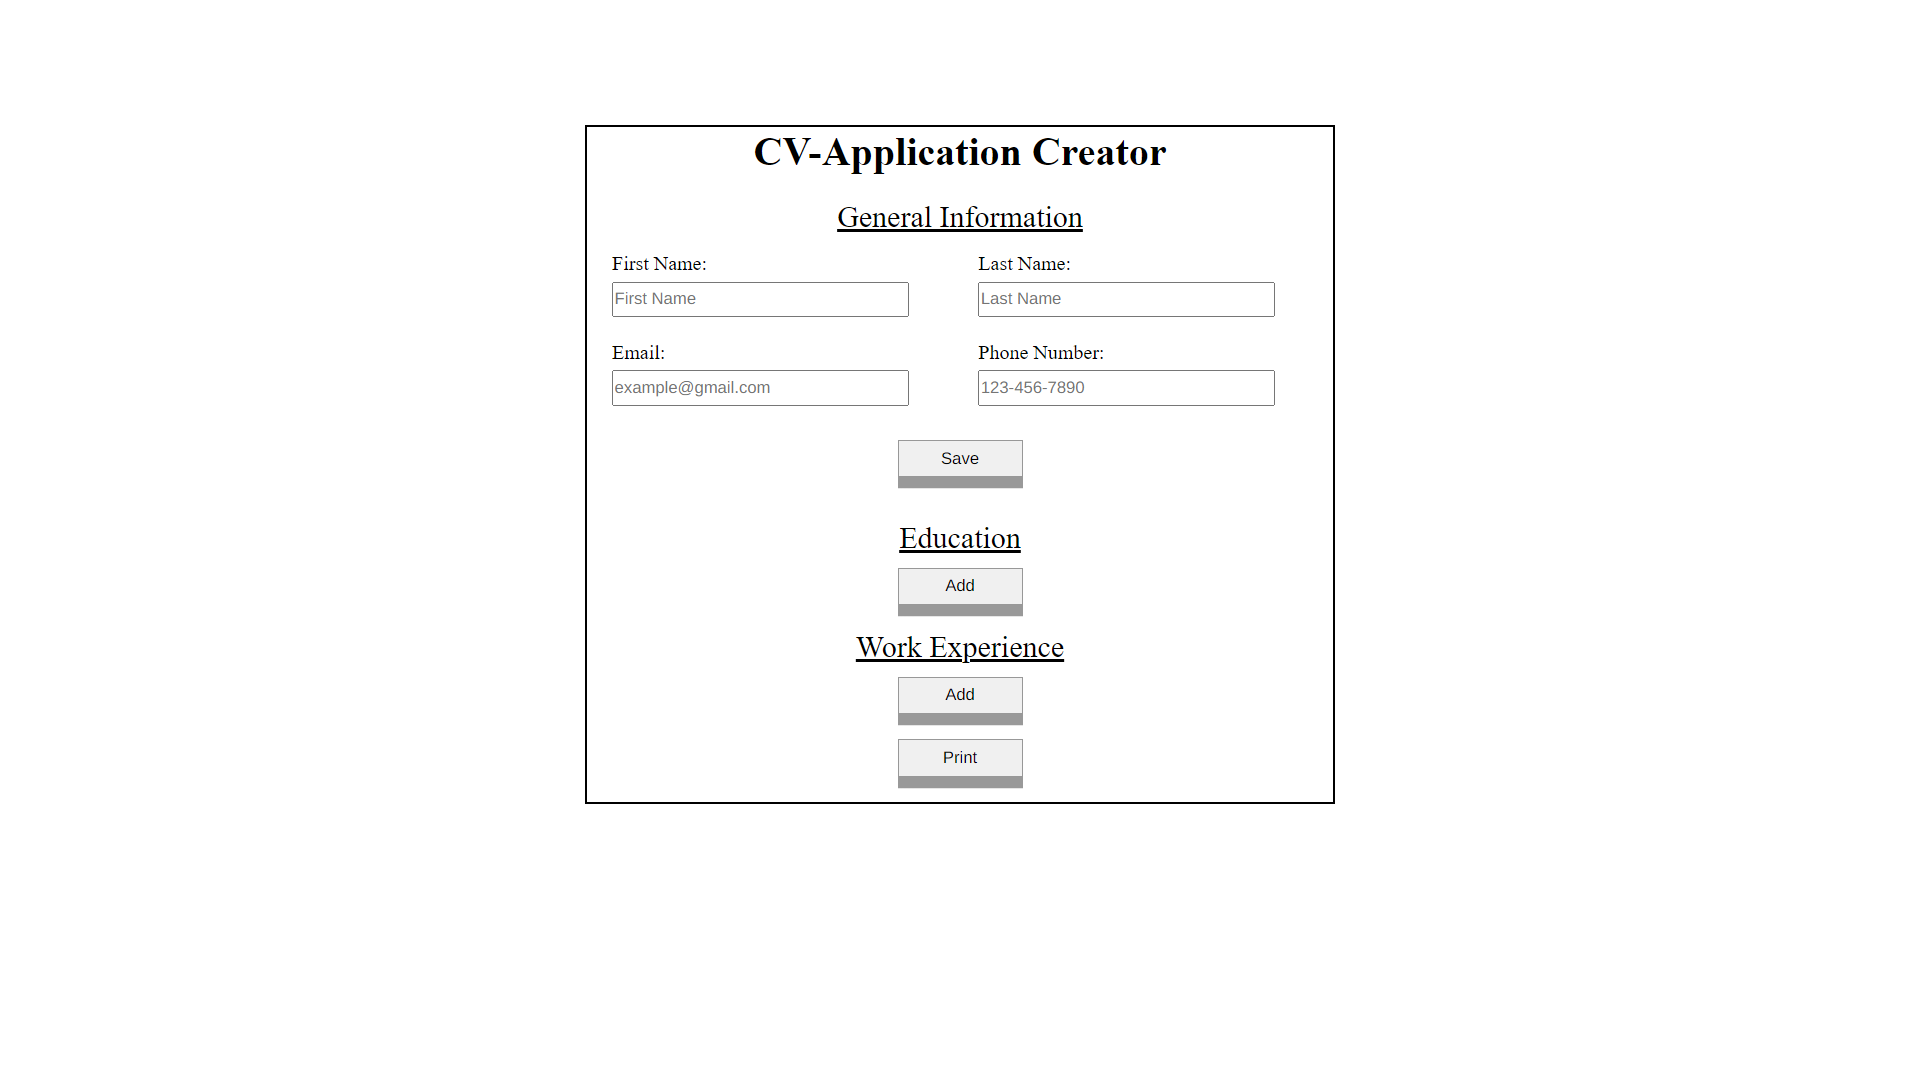 CV-Application Creator
General Information
First Name: Last Name:
First Name Last Name
Email: Phone Number:
example@gmail.com 123-456-7890
Save
Education
Add
Work Experience
Add
Print